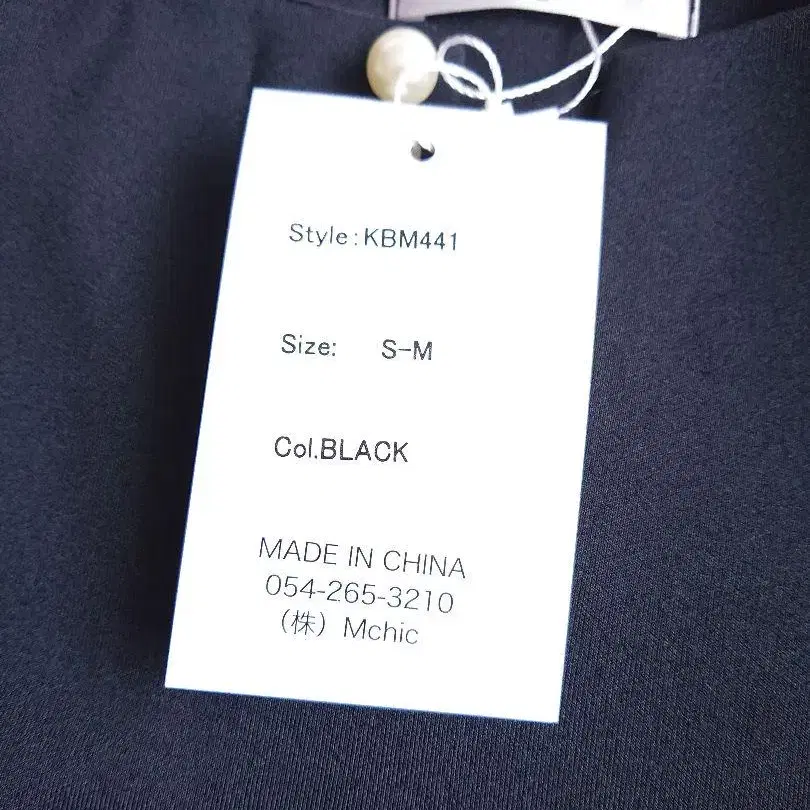 Style:KBM441
Size: S-M
Col.BLACK
MADE IN CHINA
054-265-3210
（株）Mchic